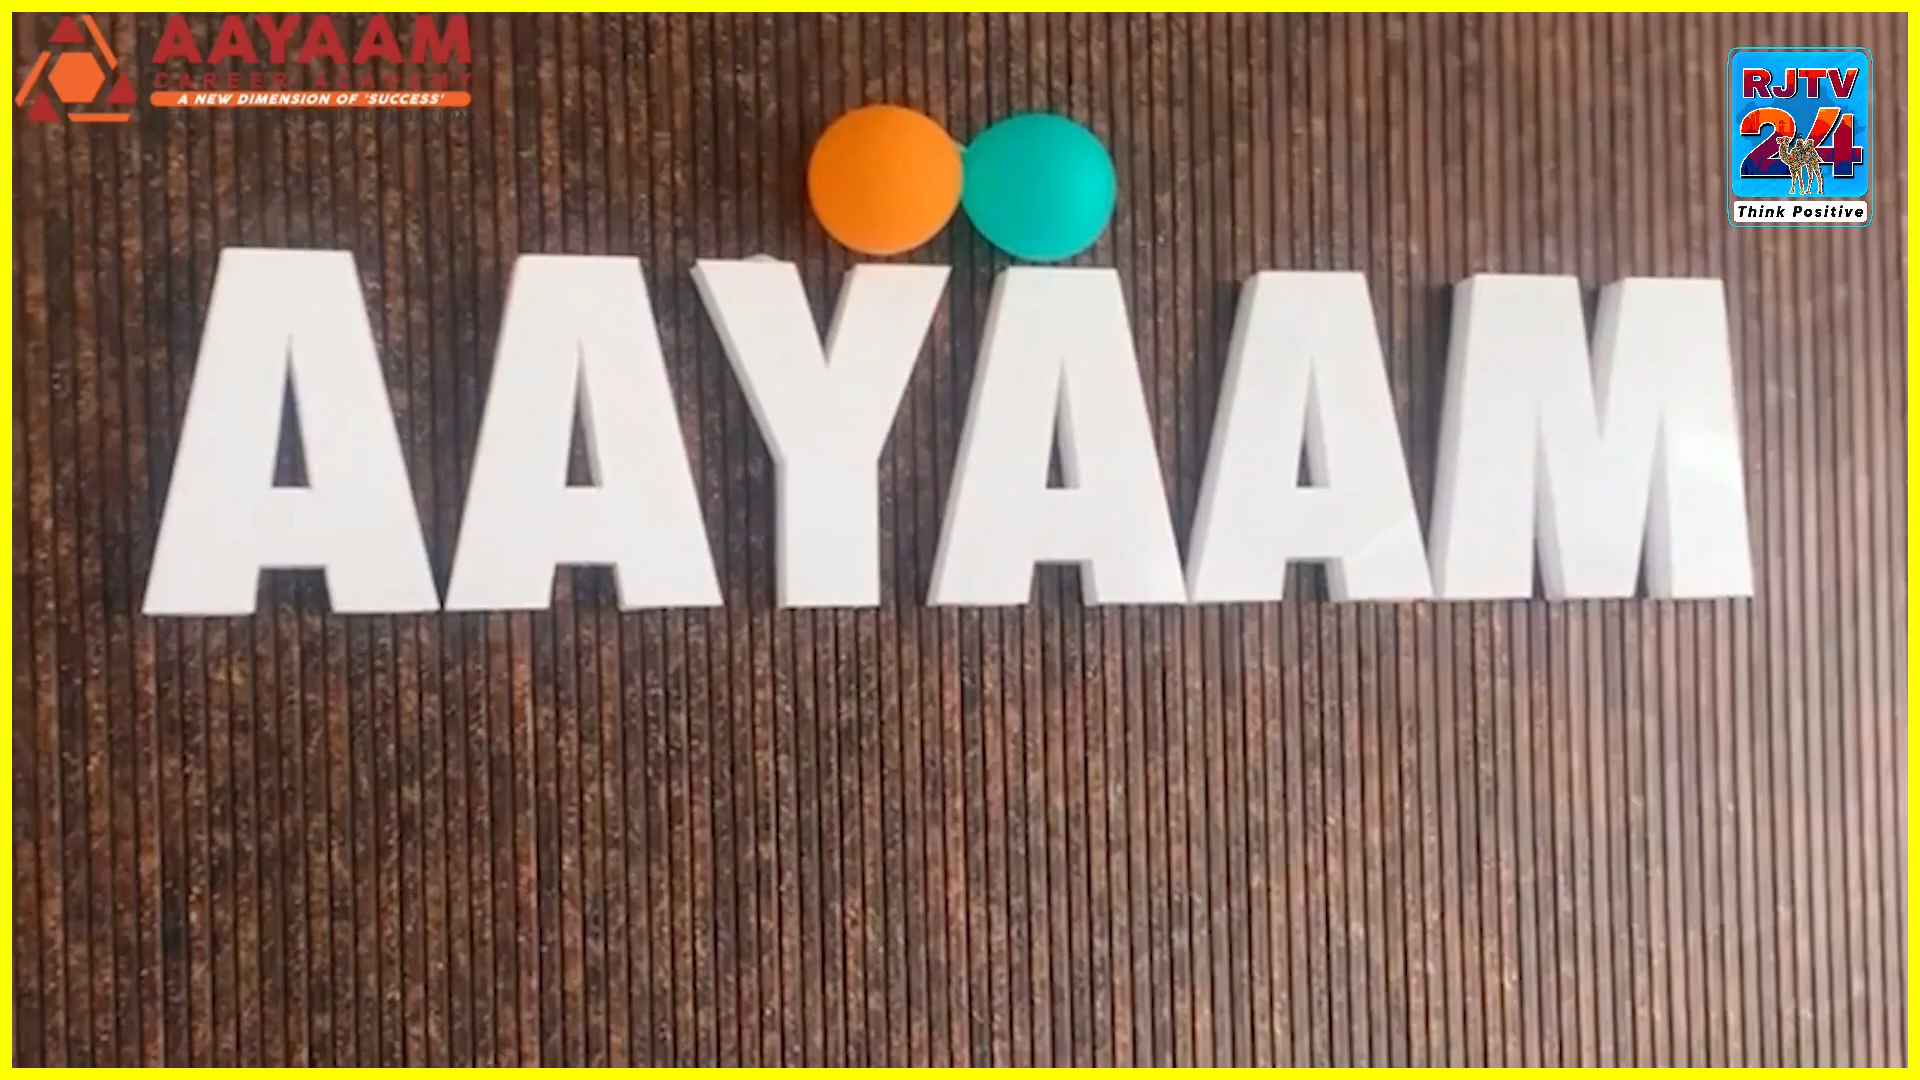 AAYAAM
CAREER ACADEMY
A NEW DIMENSION OF 'SUCCESS'
RJTV
24
Think Positive
AAYAAM